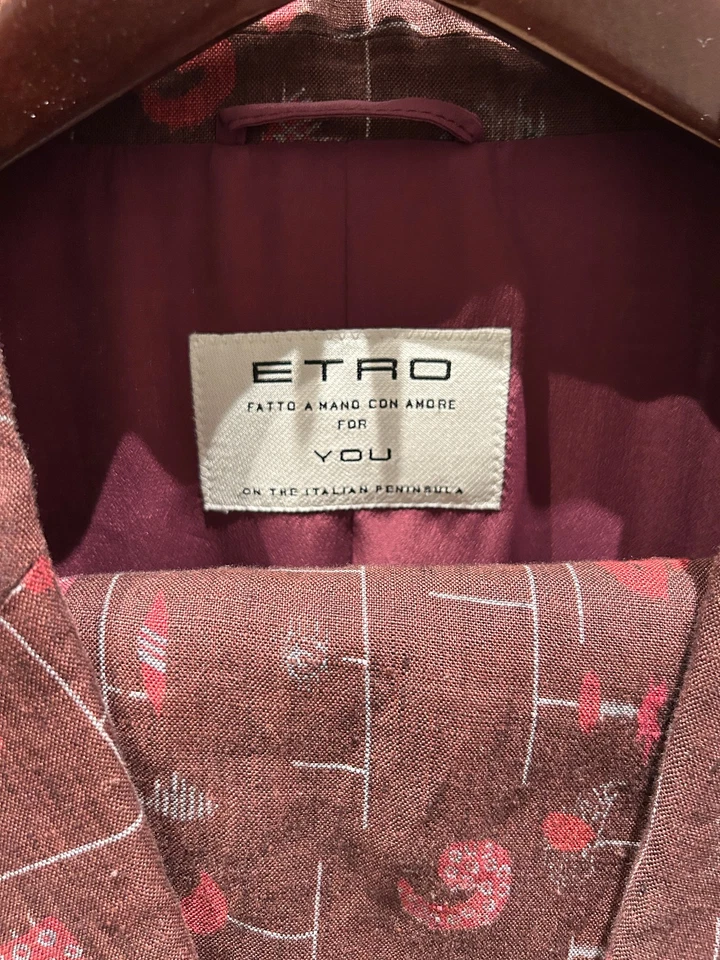 ETRO
FATTO A MANO CON AMORE
FOR
YOU
ON THE ITALIAN PENINSULA